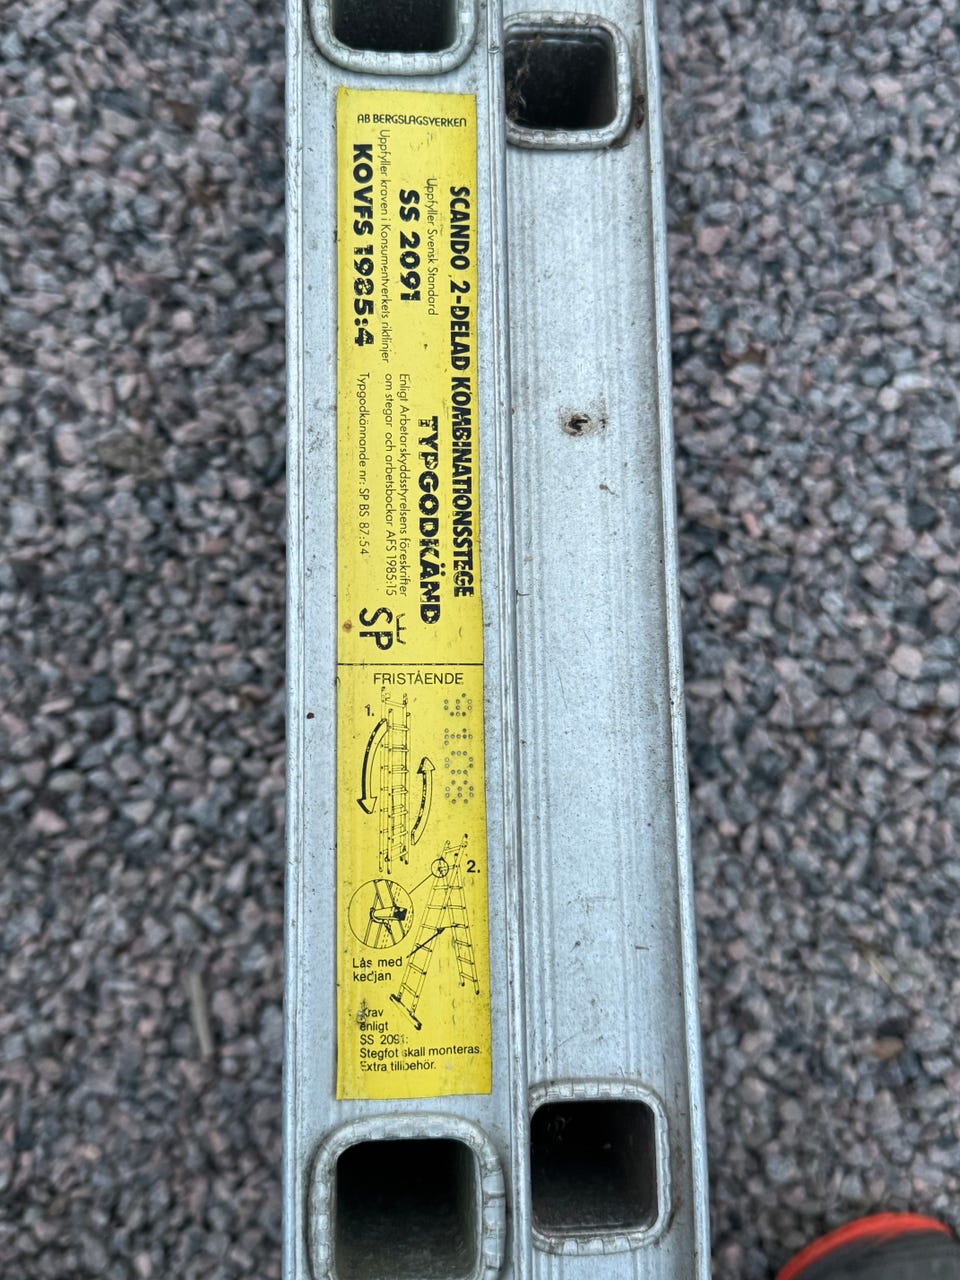 AB BERGSLAGSVERKEN
SCANDO 2-DELAD KOMBINATIONSSTEGE
Uppfyller Svensk Standard
SS 2091
Uppfyller kraven i Konsumentverkets riktlinjer
KOVFS 1985:4
TYPGODKÄND
Enligt Arbetarskyddsstyrelsens föreskrifter
om stegar och arbetsbockar AFS 1985:15
Typgodkännande nr: SP BS 87:54
SP
FRISTÅENDE
1.
2.
Lås med
kedjan
Krav
enligt
SS 2091:
Stegfot skall monteras.
Extra tillbehör.